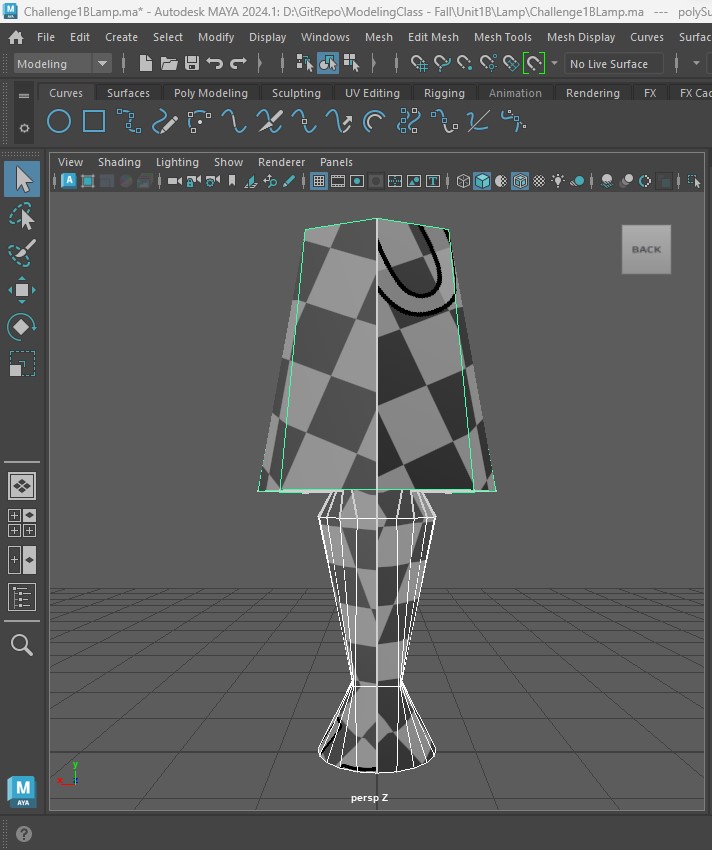 Challenge1BLamp.ma* - Autodesk MAYA 2024.1: D:\GitRepo\ModelingClass - Fall\Unit1B\Lamp\Challenge1BLamp.ma --- polySu
File Edit Create Select Modify Display Windows Mesh Edit Mesh Mesh Tools Mesh Display Curves Surfac
Modeling No Live Surface
Curves Surfaces Poly Modeling Sculpting UV Editing Rigging Animation Rendering FX FX Cac
View Shading Lighting Show Renderer Panels
BACK
y
x
z
persp Z
M
AYA